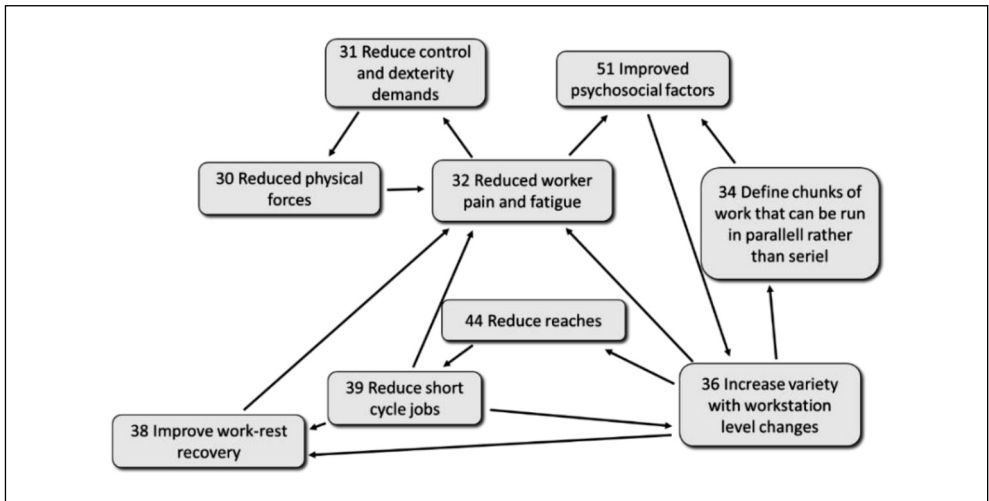 31 Reduce control
and dexterity
demands
51 Improved
psychosocial factors
30 Reduced physical
forces
32 Reduced worker
pain and fatigue
34 Define chunks of
work that can be run
in parallell rather
than seriel
44 Reduce reaches
39 Reduce short
cycle jobs
36 Increase variety
with workstation
level changes
38 Improve work-rest
recovery